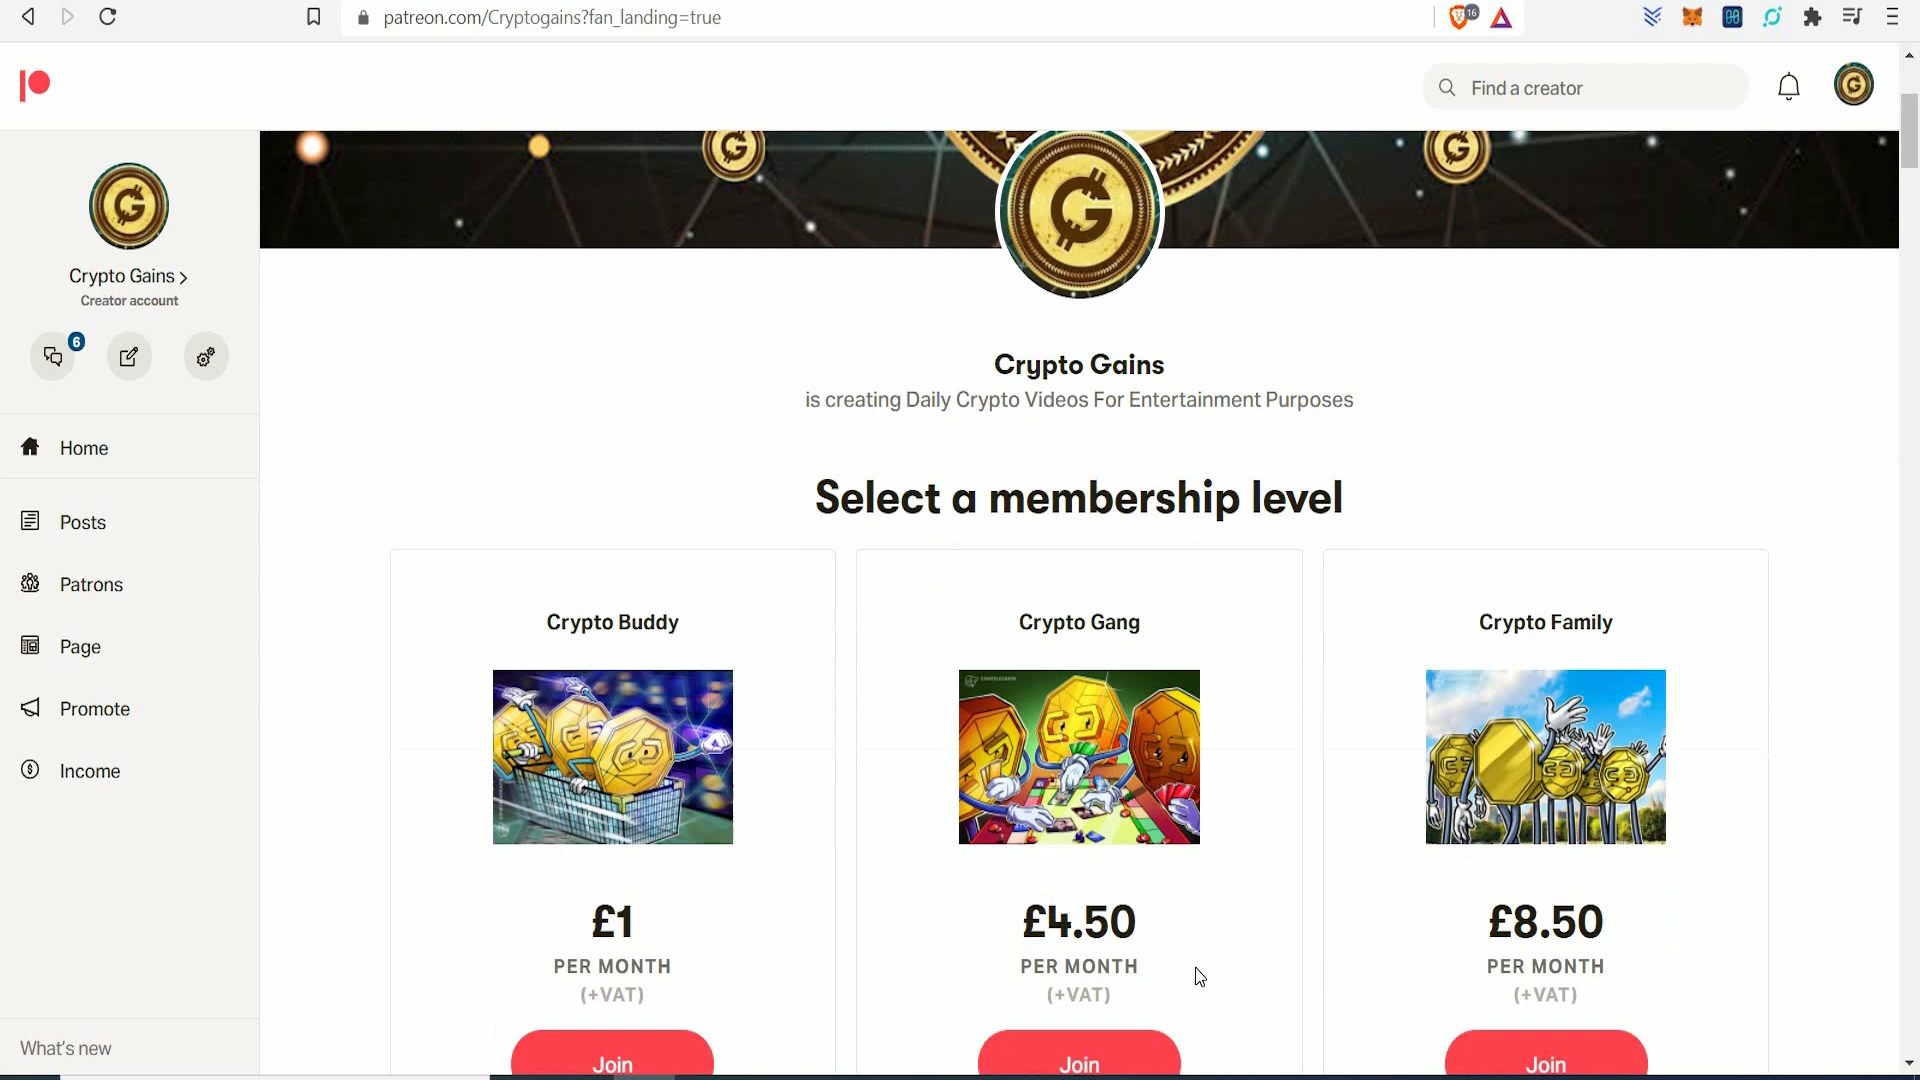 patreon.com/Cryptogains?fan_landing=true
16
Find a creator
Crypto Gains
Creator account
6
Home
Posts
Patrons
Page
Promote
Income
What's new
Crypto Gains
is creating Daily Crypto Videos For Entertainment Purposes
Select a membership level
Crypto Buddy
£1
PER MONTH
(+VAT)
Join
Crypto Gang
COINTELEGRAPH
£4.50
PER MONTH
(+VAT)
Join
Crypto Family
£8.50
PER MONTH
(+VAT)
Join